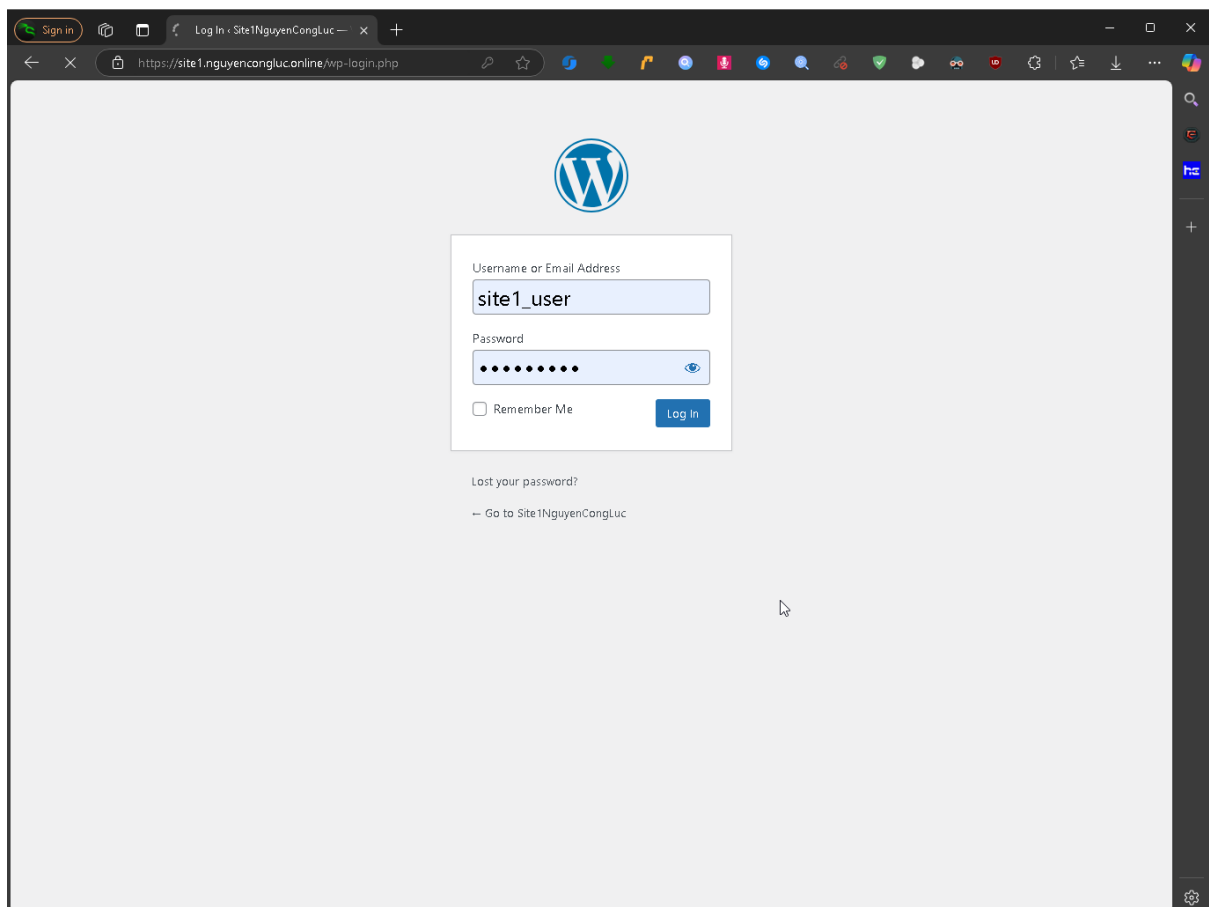 Sign in
Log In ‹ Site1NguyenCongLuc —
https://site1.nguyencongluc.online/wp-login.php
Username or Email Address
site1_user
Password
Remember Me
Log In
Lost your password?
← Go to Site1NguyenCongLuc